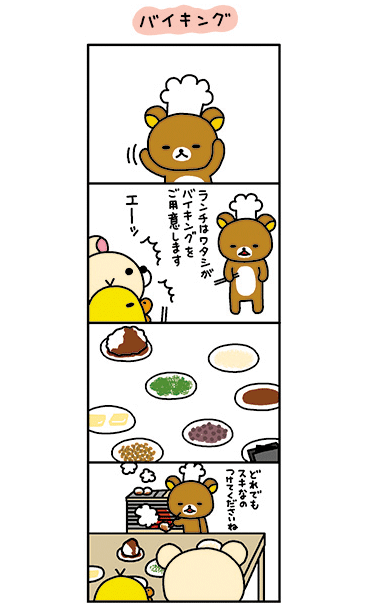 バイキング
ランチはワタシが
バイキングを
ご用意します
エーッ
どれでも
スキなの
つけてくださいね